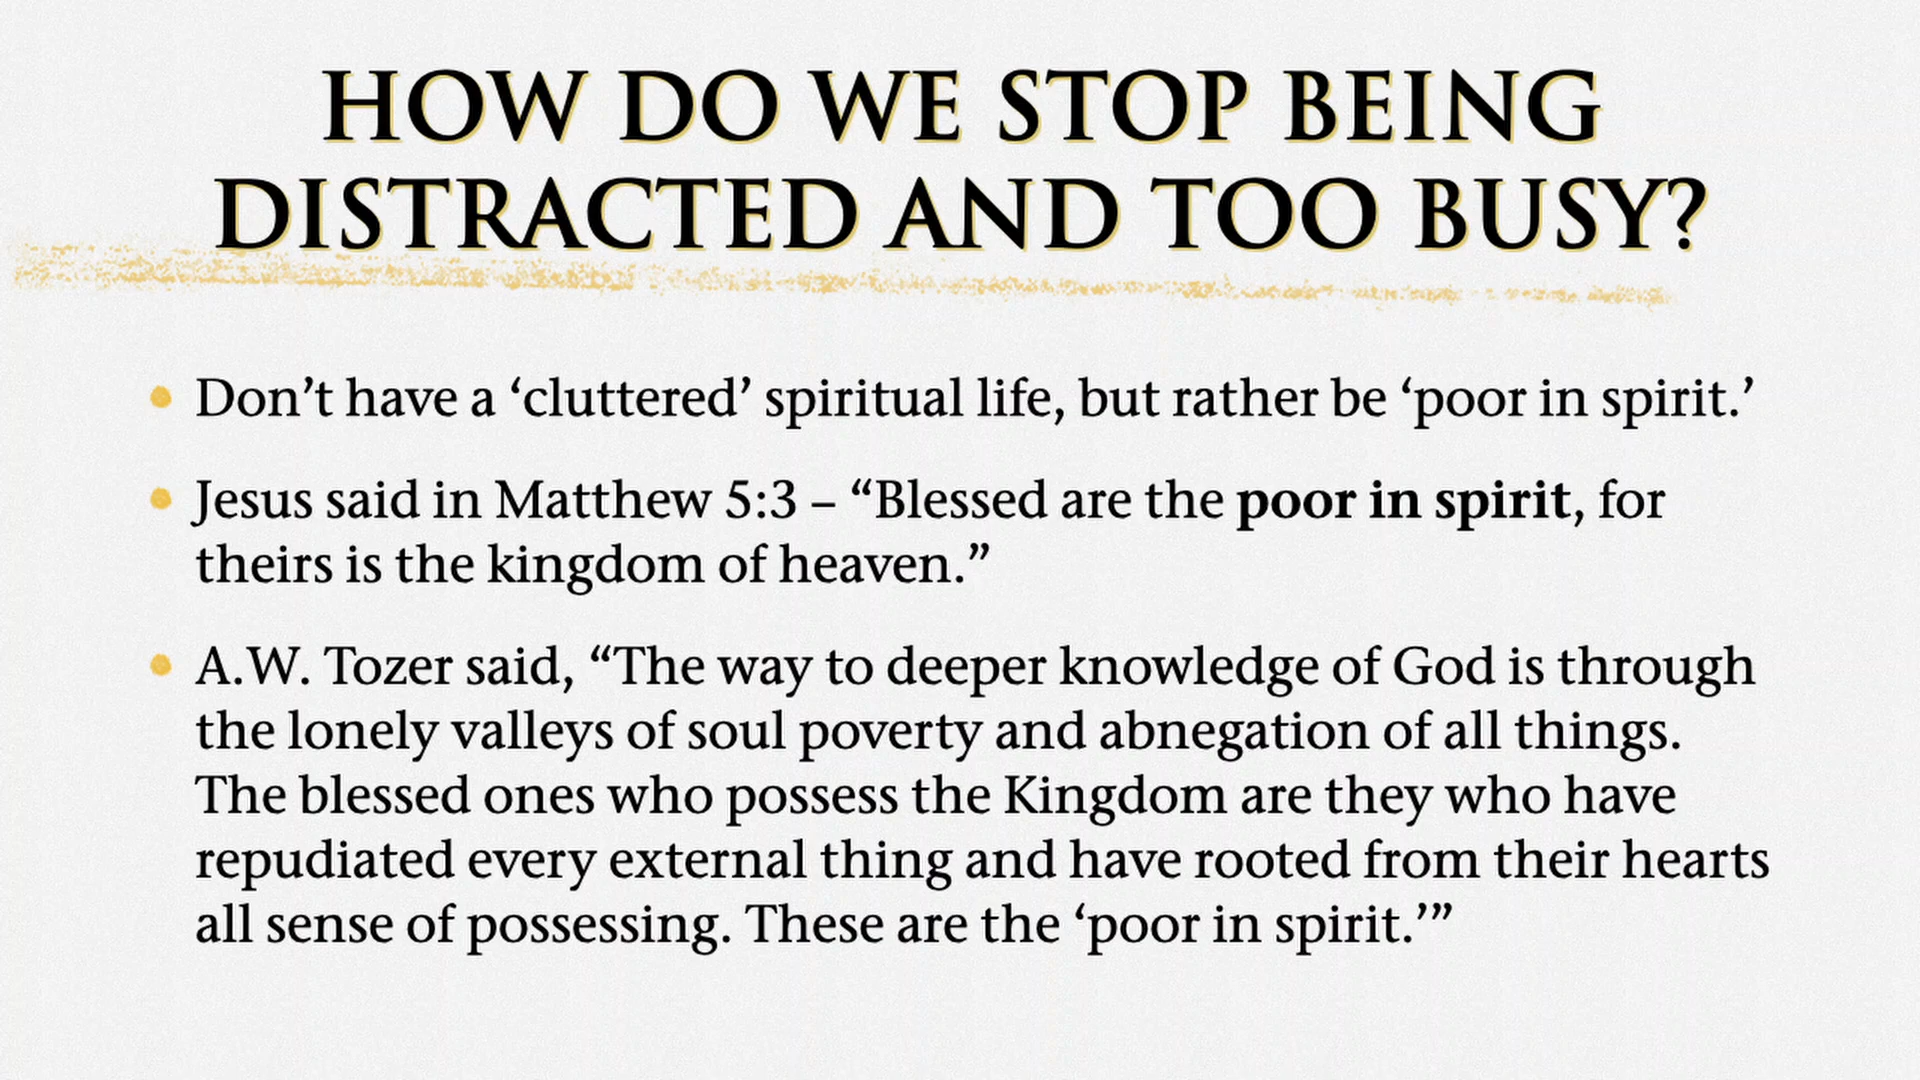 HOW DO WE STOP BEING
DISTRACTED AND TOO BUSY?
• Don’t have a ‘cluttered’ spiritual life, but rather be ‘poor in spirit.’
• Jesus said in Matthew 5:3 – “Blessed are the poor in spirit, for
theirs is the kingdom of heaven.”
• A.W. Tozer said, “The way to deeper knowledge of God is through
the lonely valleys of soul poverty and abnegation of all things.
The blessed ones who possess the Kingdom are they who have
repudiated every external thing and have rooted from their hearts
all sense of possessing. These are the ‘poor in spirit.’”